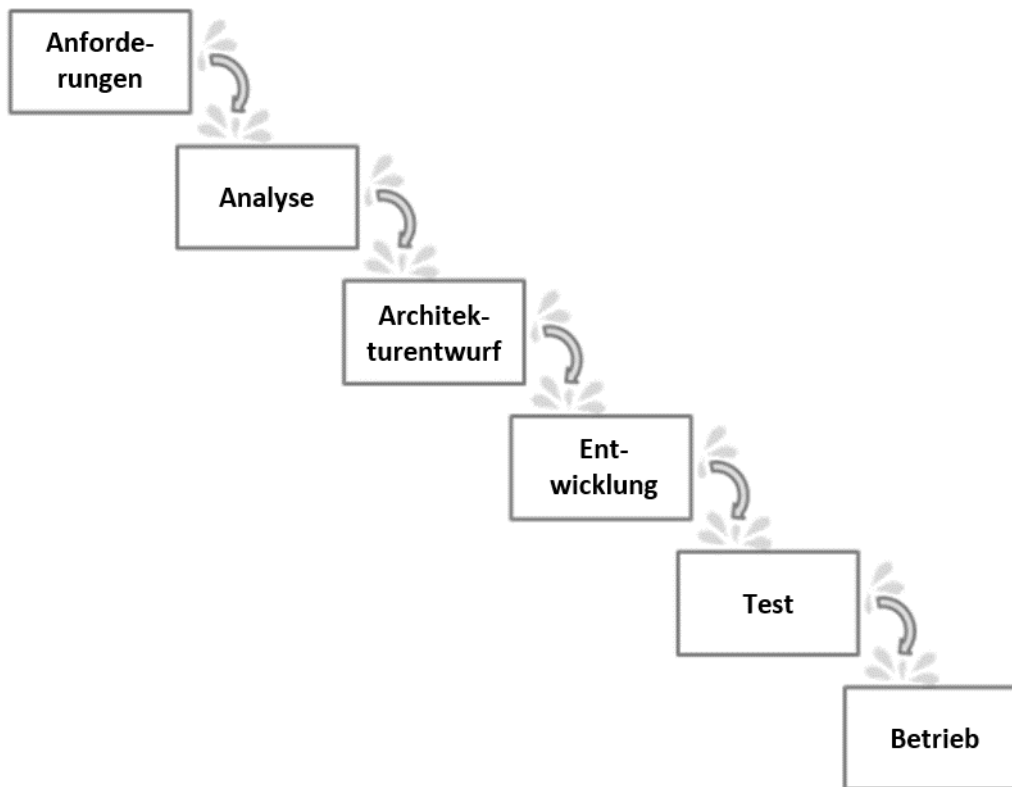 Anforde-
rungen
Analyse
Architek-
turentwurf
Ent-
wicklung
Test
Betrieb